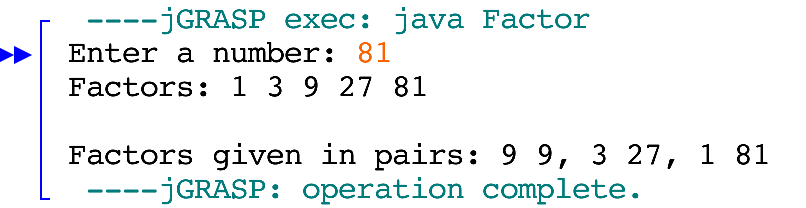 ----jGRASP exec: java Factor
Enter a number: 81
Factors: 1 3 9 27 81
Factors given in pairs: 9 9, 3 27, 1 81
----jGRASP: operation complete.